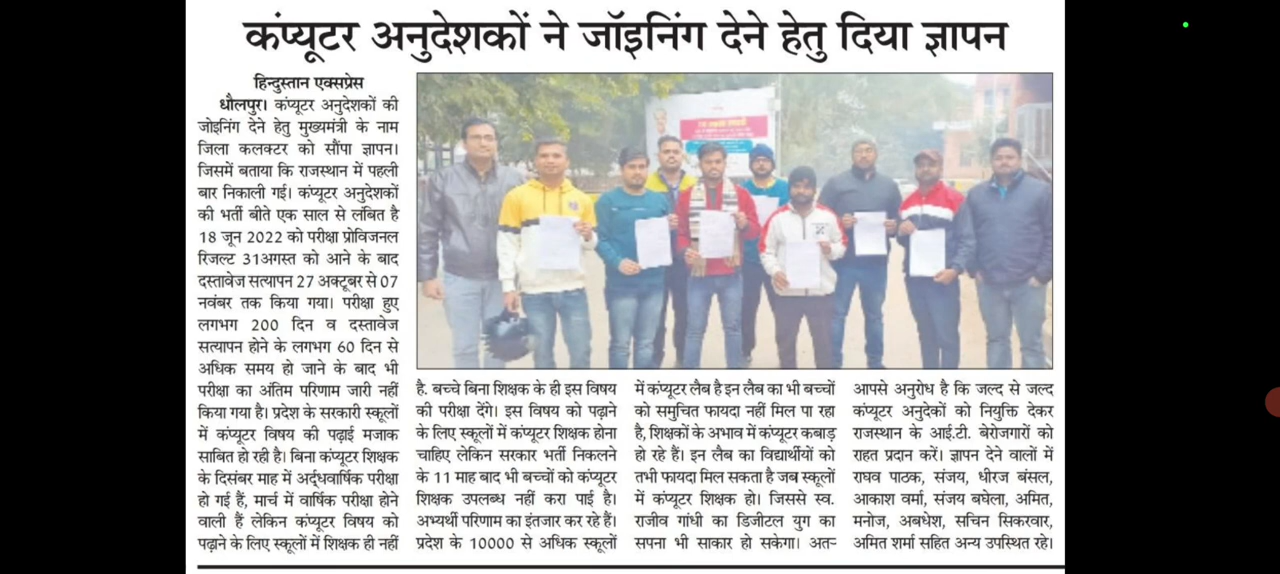 कंप्यूटर अनुदेशकों ने जॉइनिंग देने हेतु दिया ज्ञापन
हिन्दुस्तान एक्सप्रेस
धौलपुर। कंप्यूटर अनुदेशकों की
जोइनिंग देने हेतु मुख्यमंत्री के नाम
जिला कलक्टर को सौंपा ज्ञापन।
जिसमें बताया कि राजस्थान में पहली
बार निकाली गई। कंप्यूटर अनुदेशकों
की भर्ती बीते एक साल से लंबित है
18 जून 2022 को परीक्षा प्रोविजनल
रिजल्ट 31अगस्त को आने के बाद
दस्तावेज सत्यापन 27 अक्टूबर से 07
नवंबर तक किया गया। परीक्षा हुए
लगभग 200 दिन व दस्तावेज
सत्यापन होने के लगभग 60 दिन से
अधिक समय हो जाने के बाद भी
परीक्षा का अंतिम परिणाम जारी नहीं
किया गया है। प्रदेश के सरकारी स्कूलों
में कंप्यूटर विषय की पढ़ाई मजाक
साबित हो रही है। बिना कंप्यूटर शिक्षक
के दिसंबर माह में अर्द्धवार्षिक परीक्षा
हो गई हैं, मार्च में वार्षिक परीक्षा होने
वाली हैं लेकिन कंप्यूटर विषय को
पढ़ाने के लिए स्कूलों में शिक्षक ही नहीं
है. बच्चे बिना शिक्षक के ही इस विषय
की परीक्षा देंगे। इस विषय को पढ़ाने
के लिए स्कूलों में कंप्यूटर शिक्षक होना
चाहिए लेकिन सरकार भर्ती निकलने
के 11 माह बाद भी बच्चों को कंप्यूटर
शिक्षक उपलब्ध नहीं करा पाई है।
अभ्यर्थी परिणाम का इंतजार कर रहे हैं।
प्रदेश के 10000 से अधिक स्कूलों
में कंप्यूटर लैब है इन लैब का भी बच्चों
को समुचित फायदा नहीं मिल पा रहा
है, शिक्षकों के अभाव में कंप्यूटर कबाड़
हो रहे हैं। इन लैब का विद्यार्थीयों को
तभी फायदा मिल सकता है जब स्कूलों
में कंप्यूटर शिक्षक हो। जिससे स्व.
राजीव गांधी का डिजीटल युग का
सपना भी साकार हो सकेगा। अतः-
आपसे अनुरोध है कि जल्द से जल्द
कंप्यूटर अनुदेकों को नियुक्ति देकर
राजस्थान के आई.टी. बेरोजगारों को
राहत प्रदान करें। ज्ञापन देने वालों में
राघव पाठक, संजय, धीरज बंसल,
आकाश वर्मा, संजय बघेला, अमित,
मनोज, अबधेश, सचिन सिकरवार,
अमित शर्मा सहित अन्य उपस्थित रहे।